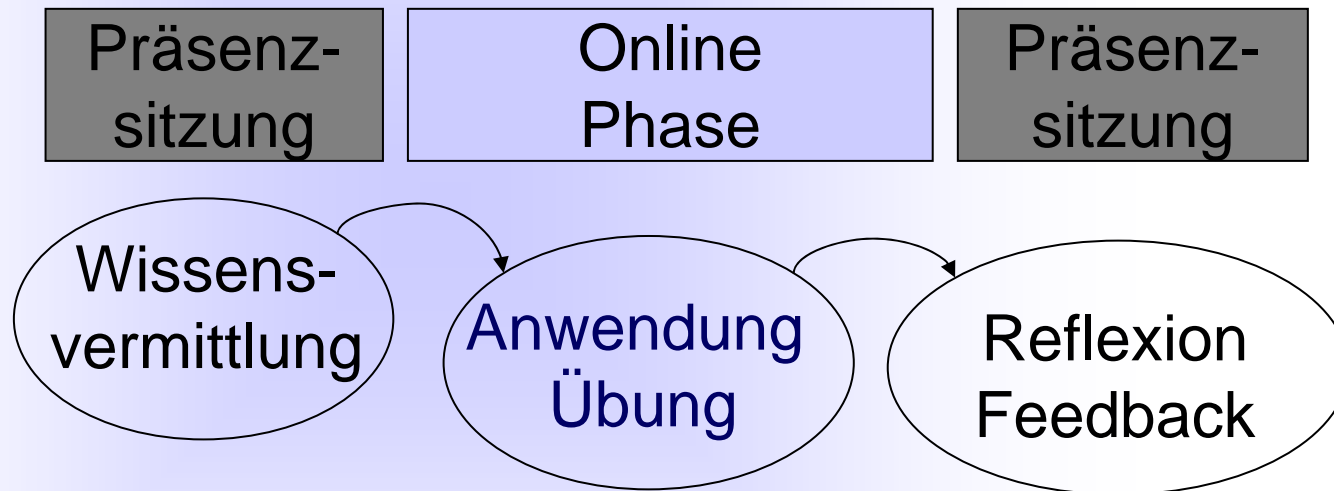 Präsenz-
sitzung
Online
Phase
Präsenz-
sitzung
Wissens-
vermittlung
Anwendung
Übung
Reflexion
Feedback